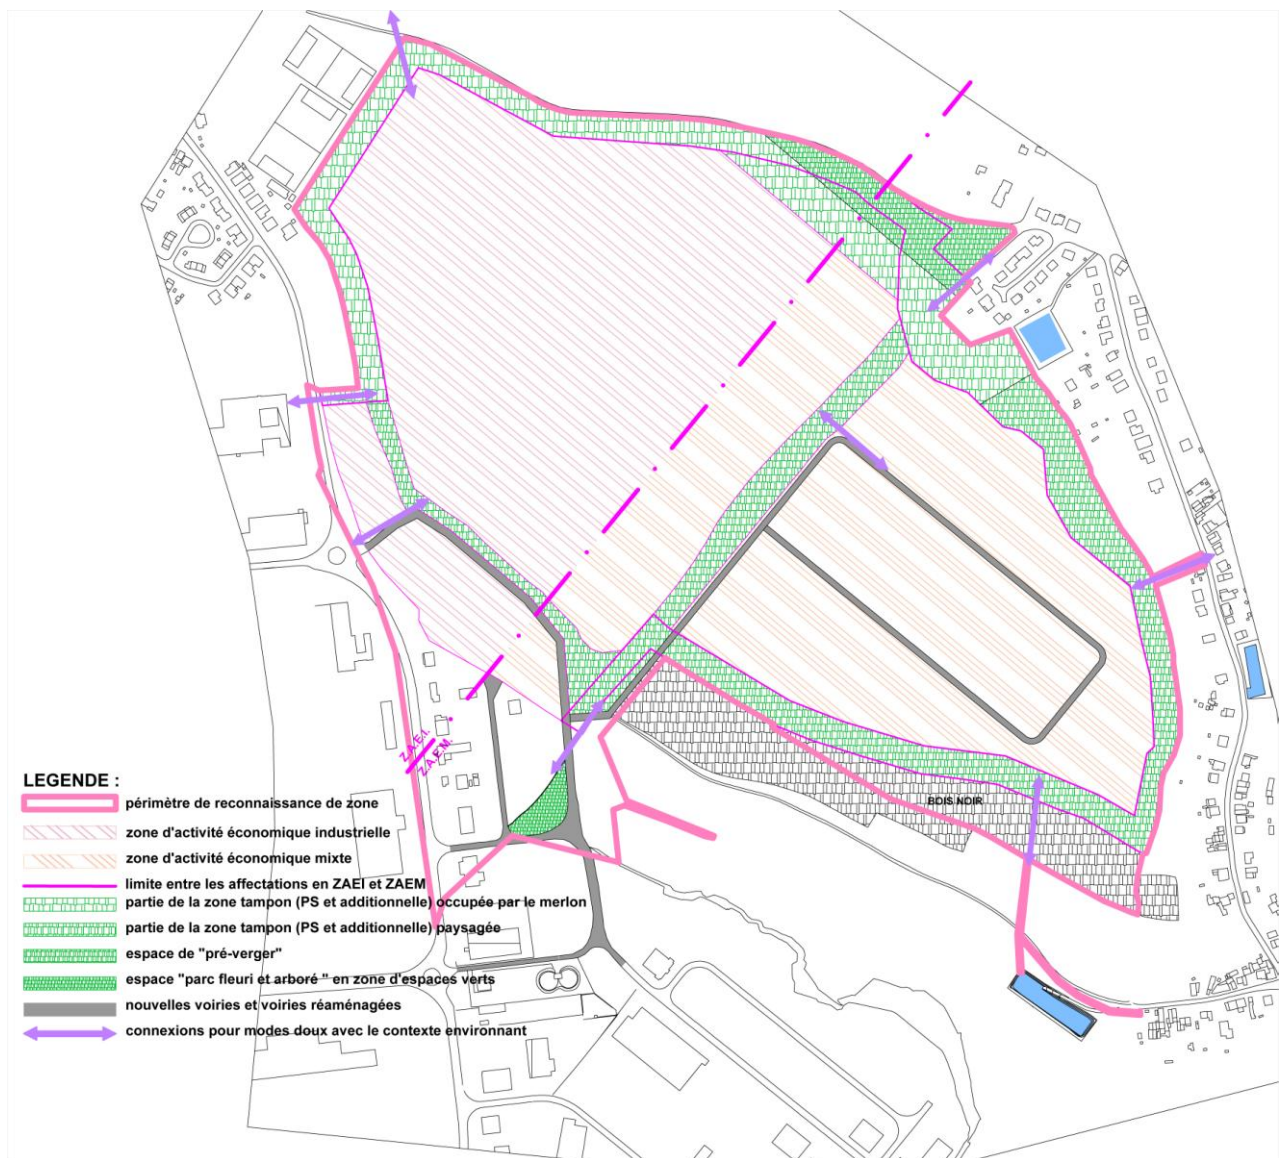 Z.A.E.I.
Z.A.E.M.
BOIS NOIR
LEGENDE :
périmètre de reconnaissance de zone
zone d'activité économique industrielle
zone d'activité économique mixte
limite entre les affectations en ZAEI et ZAEM
partie de la zone tampon (PS et additionnelle) occupée par le merlon
partie de la zone tampon (PS et additionnelle) paysagée
espace de "pré-verger"
espace "parc fleuri et arboré " en zone d'espaces verts
nouvelles voiries et voiries réaménagées
connexions pour modes doux avec le contexte environnant